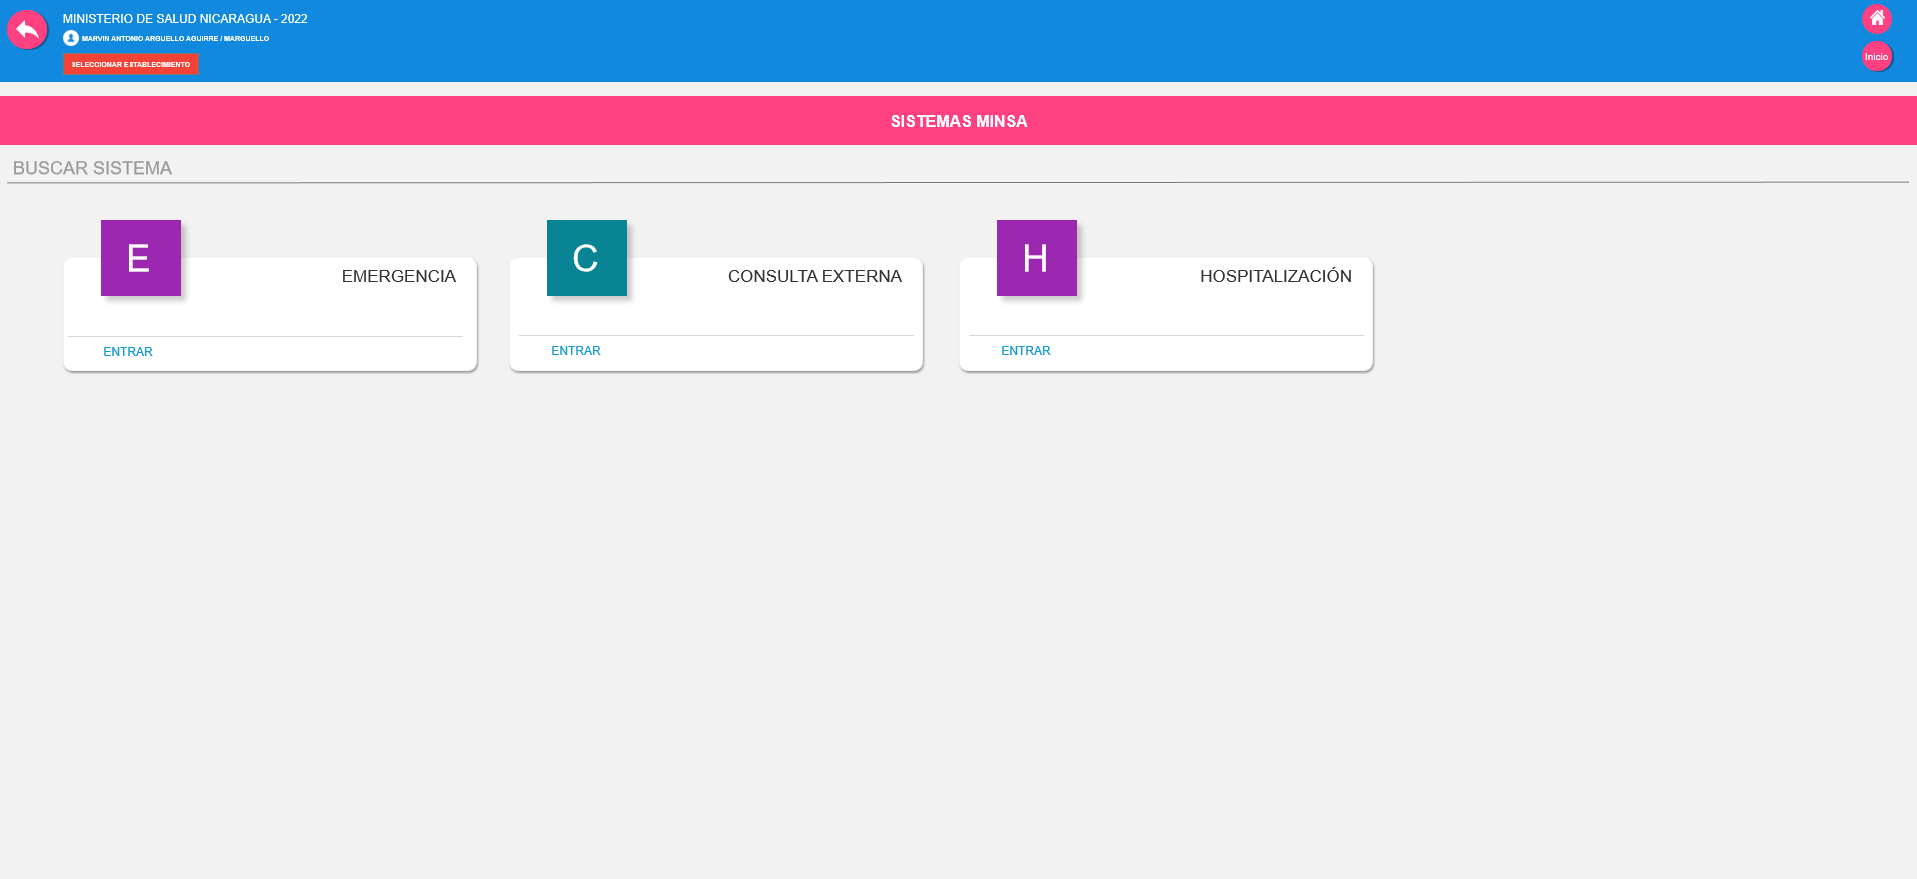 MINISTERIO DE SALUD NICARAGUA - 2022
MARVIN ANTONIO ARGUELLO AGUIRRE / MARGUELLO
SELECCIONAR ESTABLECIMIENTO
Inicio
SISTEMAS MINSA
BUSCAR SISTEMA
E
EMERGENCIA
ENTRAR
C
CONSULTA EXTERNA
ENTRAR
H
HOSPITALIZACIÓN
ENTRAR